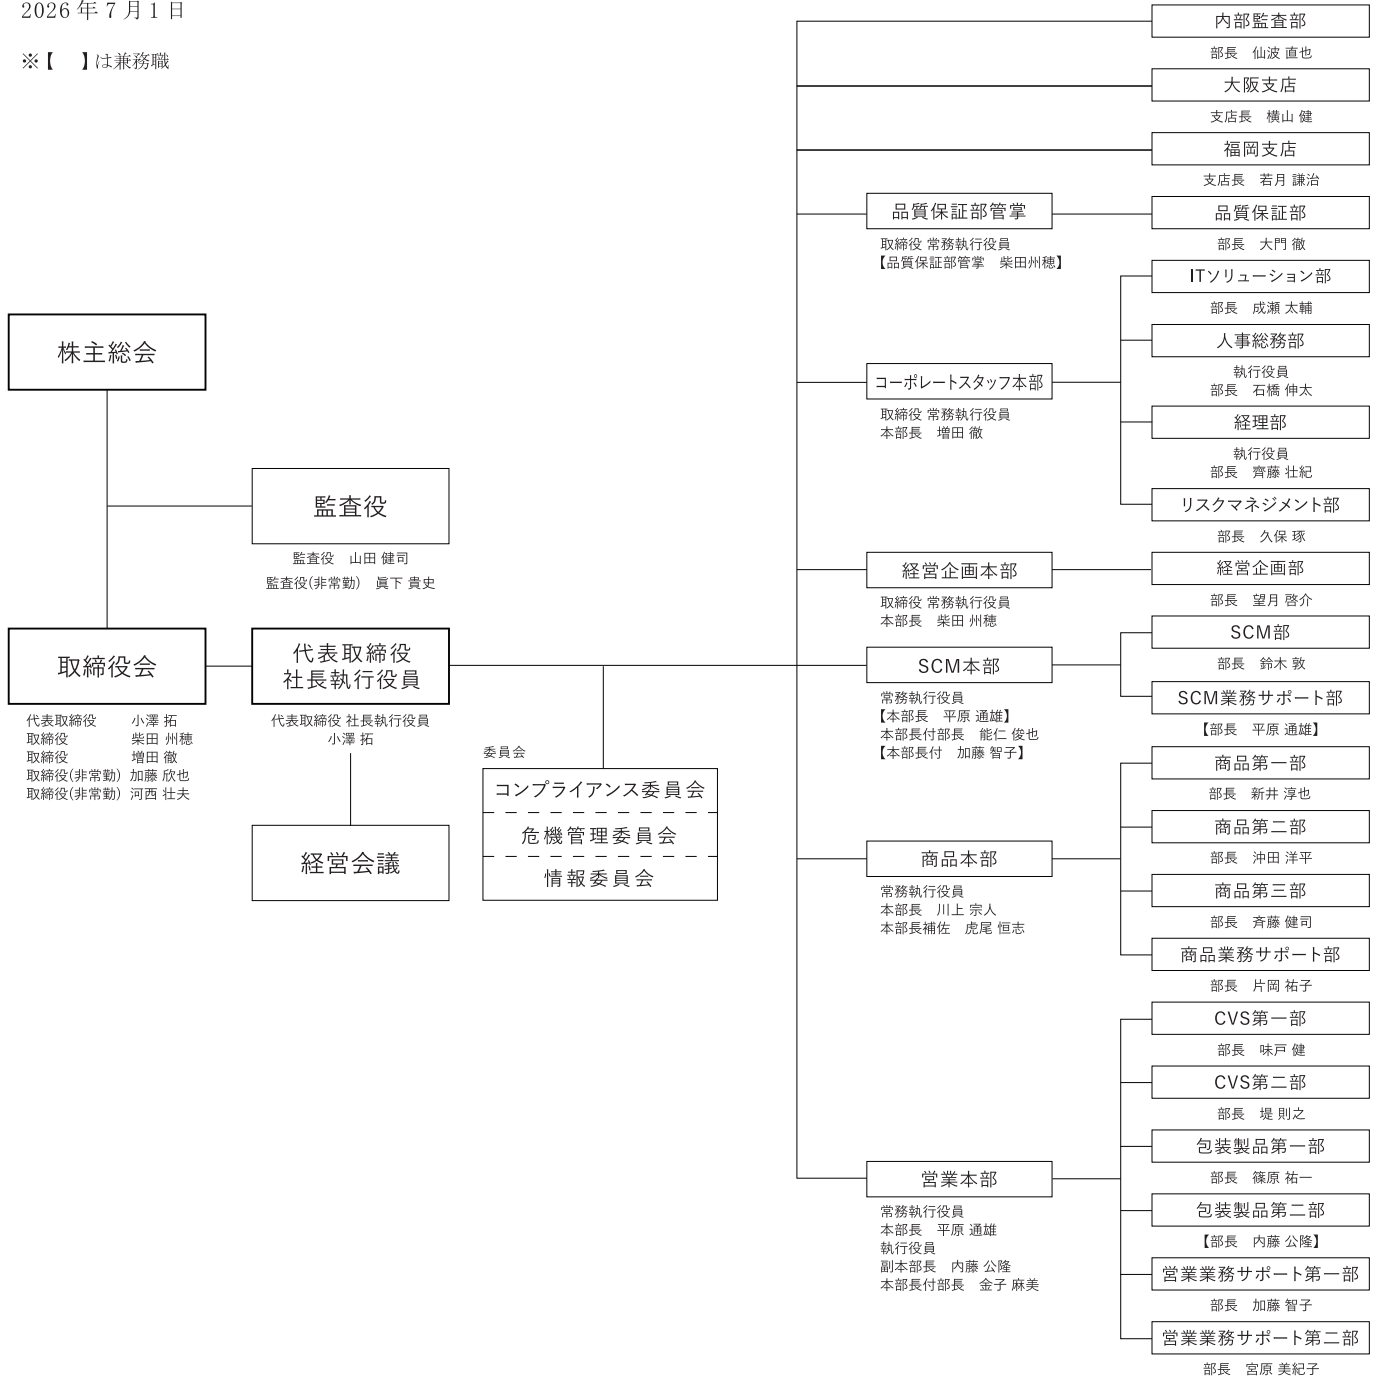 2026年7月1日
※【　】は兼務職
株主総会
監査役
監査役　山田 健司
監査役(非常勤)　眞下 貴史
取締役会
代表取締役　小澤 拓
取締役　柴田 州穂
取締役　増田 徹
取締役(非常勤) 加藤 欣也
取締役(非常勤) 河西 壮夫
代表取締役
社長執行役員
代表取締役 社長執行役員
小澤 拓
経営会議
委員会
コンプライアンス委員会
危機管理委員会
情報委員会
内部監査部
部長　仙波 直也
大阪支店
支店長　横山 健
福岡支店
支店長　若月 謙治
品質保証部管掌
取締役 常務執行役員
【品質保証部管掌　柴田州穂】
品質保証部
部長　大門 徹
コーポレートスタッフ本部
取締役 常務執行役員
本部長　増田 徹
ITソリューション部
部長　成瀬 太輔
人事総務部
執行役員
部長　石橋 伸太
経理部
執行役員
部長　齊藤 壮紀
リスクマネジメント部
部長　久保 琢
経営企画本部
取締役 常務執行役員
本部長　柴田 州穂
経営企画部
部長　望月 啓介
SCM本部
常務執行役員
【本部長　平原 通雄】
本部長付部長　能仁 俊也
【本部長付　加藤 智子】
SCM部
部長　鈴木 敦
SCM業務サポート部
【部長　平原 通雄】
商品本部
常務執行役員
本部長　川上 宗人
本部長補佐　虎尾 恒志
商品第一部
部長　新井 淳也
商品第二部
部長　沖田 洋平
商品第三部
部長　斉藤 健司
商品業務サポート部
部長　片岡 祐子
営業本部
常務執行役員
本部長　平原 通雄
執行役員
副本部長　内藤 公隆
本部長付部長　金子 麻美
CVS第一部
部長　味戸 健
CVS第二部
部長　堤 則之
包装製品第一部
部長　篠原 祐一
包装製品第二部
【部長　内藤 公隆】
営業業務サポート第一部
部長　加藤 智子
営業業務サポート第二部
部長　宮原 美紀子